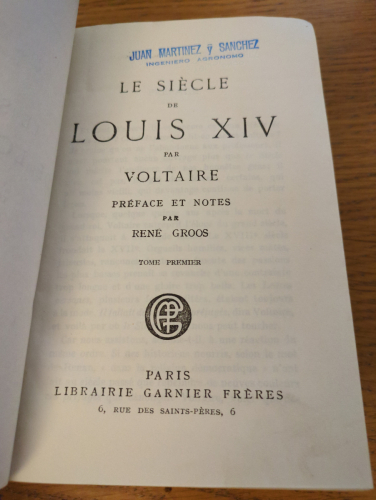 JUAN MARTINEZ y SANCHEZ
INGENIERO AGRONONO
LE SIÈCLE
DE
LOUIS XIV
PAR
VOLTAIRE
PRÉFACE ET NOTES
PAR
RENÉ GROOS
TOME PREMIER
PARIS
LIBRAIRIE GARNIER FRÈRES
6, RUE DES SAINTS-PÈRES, 6